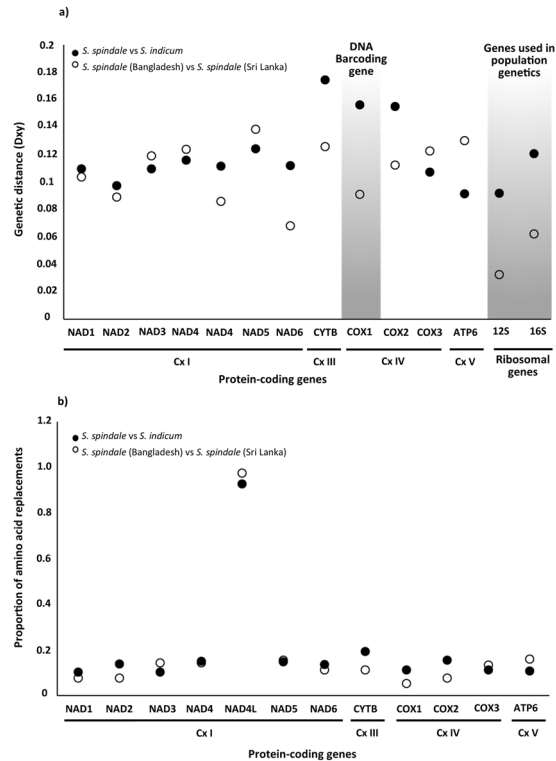 a)
S. spindale vs S. indicum
S. spindale (Bangladesh) vs S. spindale (Sri Lanka)
DNA
Barcoding
gene
Genes used in
population
genetics
Genetic distance (Dxy)
0.2
0.18
0.16
0.14
0.12
0.1
0.08
0.06
0.04
0.02
0
NAD1 NAD2 NAD3 NAD4 NAD4 NAD5 NAD6 CYTB COX1 COX2 COX3 ATP6 12S 16S
Cx I Cx III Cx IV Cx V Ribosomal
genes
Protein-coding genes
b)
S. spindale vs S. indicum
S. spindale (Bangladesh) vs S. spindale (Sri Lanka)
Proportion of amino acid replacements
1.2
1.0
0.8
0.6
0.4
0.2
0
NAD1 NAD2 NAD3 NAD4 NAD4L NAD5 NAD6 CYTB COX1 COX2 COX3 ATP6
Cx I Cx III Cx IV Cx V
Protein-coding genes